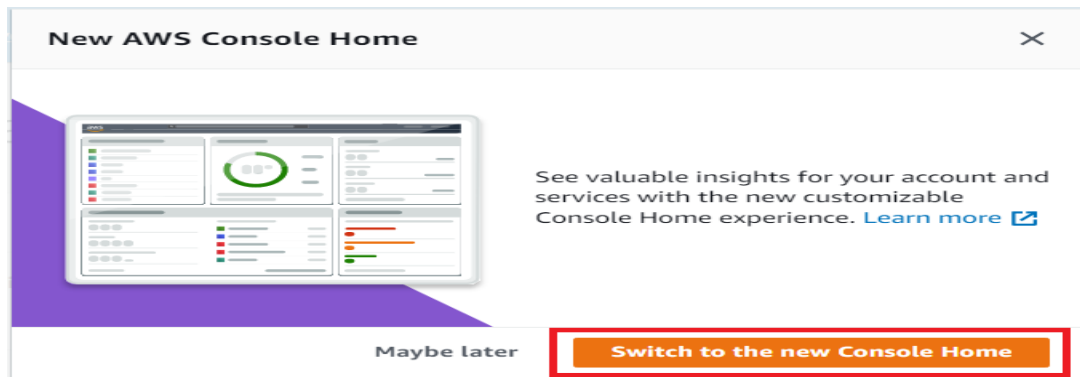 New AWS Console Home
See valuable insights for your account and
services with the new customizable
Console Home experience. Learn more
Maybe later
Switch to the new Console Home